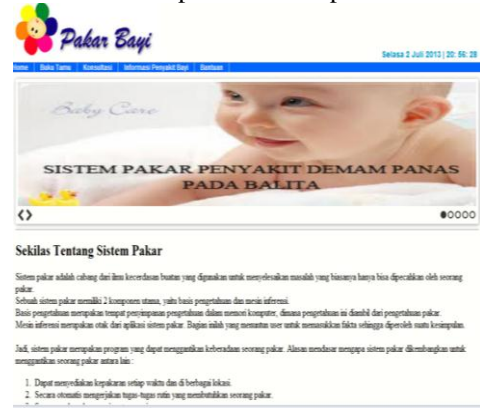 Pakar Bayi
Selasa 2 Juli 2013 | 20: 56: 28
Home Buku Tamu Konsultasi Informasi Penyakit Bayi Bantuan
Baby Care
SISTEM PAKAR PENYAKIT DEMAM PANAS
PADA BALITA
Sekilas Tentang Sistem Pakar
Sistem pakar adalah cabang dari ilmu kecerdasan buatan yang digunakan untuk menyelesaikan masalah yang biasanya hanya bisa dipecahkan oleh seorang
pakar.
Sebuah sistem pakar memiliki 2 komponen utama, yaitu basis pengetahuan dan mesin inferensi.
Basis pengetahuan merupakan tempat penyimpanan pengetahuan dalam memori komputer, dimana pengetahuan ini diambil dari pengetahuan pakar.
Mesin inferensi merupakan otak dari aplikasi sistem pakar. Bagian inilah yang menuntun user untuk memasukkan fakta sehingga diperoleh suatu kesimpulan.
Jadi, sistem pakar merupakan program yang dapat menggantikan keberadaan seorang pakar. Alasan mendasar mengapa sistem pakar dikembangkan untuk
menggantikan seorang pakar antara lain :
1. Dapat menyediakan kepakaran setiap waktu dan di berbagai lokasi.
2. Secara otomatis mengerjakan tugas-tugas rutin yang membutuhkan seorang pakar.